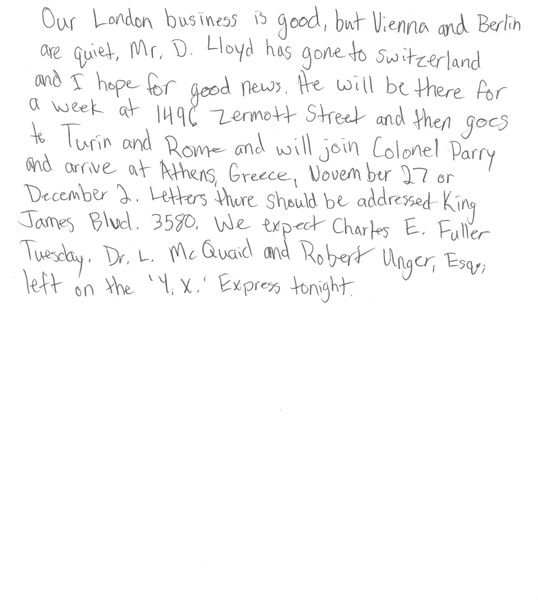 Our London business is good, but Vienna and Berlin
are quiet, Mr. D. Lloyd has gone to Switzerland
and I hope for good news. He will be there for
a week at 1496 Zermott Street and then goes
to Turin and Rome and will join Colonel Parry
and arrive at Athens, Greece, November 27 or
December 2. Letters there should be addressed King
James Blvd. 3580. We expect Charles E. Fuller
Tuesday. Dr. L. McQuaid and Robert Unger, Esq.,
left on the 'Y. X.' Express tonight.